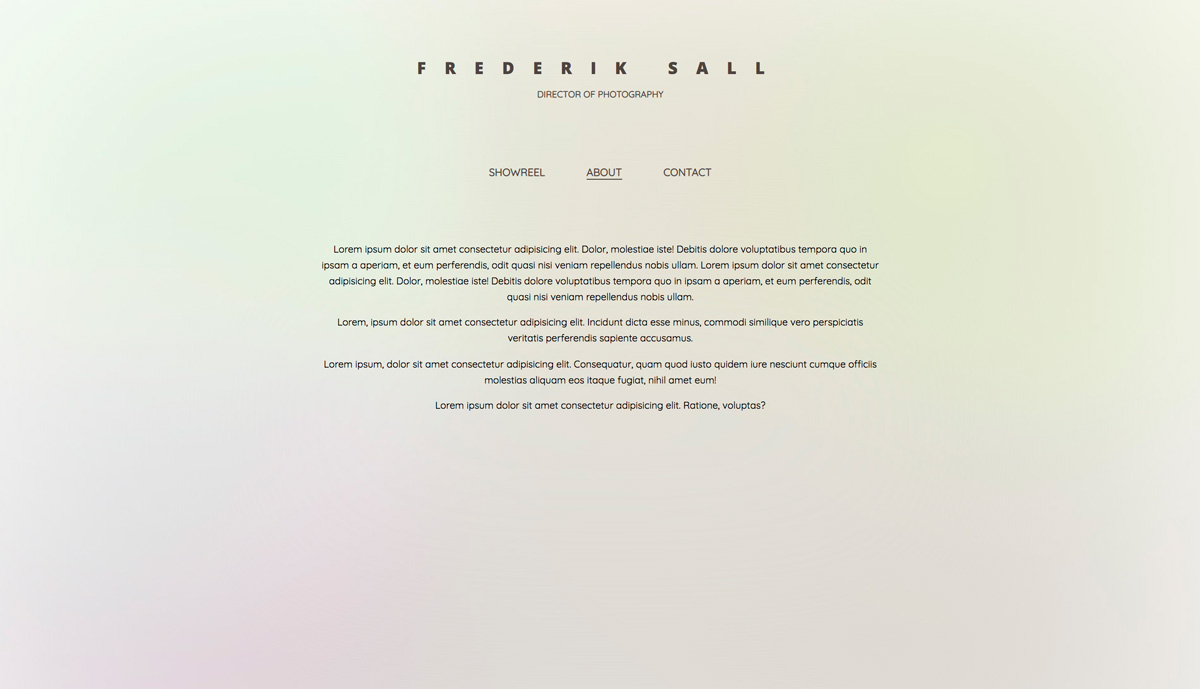 FREDERIK SALL
DIRECTOR OF PHOTOGRAPHY
SHOWREEL ABOUT CONTACT
Lorem ipsum dolor sit amet consectetur adipisicing elit. Dolor, molestiae iste! Debitis dolore voluptatibus tempora quo in
ipsam a aperiam, et eum perferendis, odit quasi nisi veniam repellendus nobis ullam. Lorem ipsum dolor sit amet consectetur
adipisicing elit. Dolor, molestiae iste! Debitis dolore voluptatibus tempora quo in ipsam a aperiam, et eum perferendis, odit
quasi nisi veniam repellendus nobis ullam.
Lorem, ipsum dolor sit amet consectetur adipisicing elit. Incidunt dicta esse minus, commodi similique vero perspiciatis
veritatis perferendis sapiente accusamus.
Lorem ipsum, dolor sit amet consectetur adipisicing elit. Consequatur, quam quod iusto quidem iure nesciunt cumque officiis
molestias aliquam eos itaque fugiat, nihil amet eum!
Lorem ipsum dolor sit amet consectetur adipisicing elit. Ratione, voluptas?